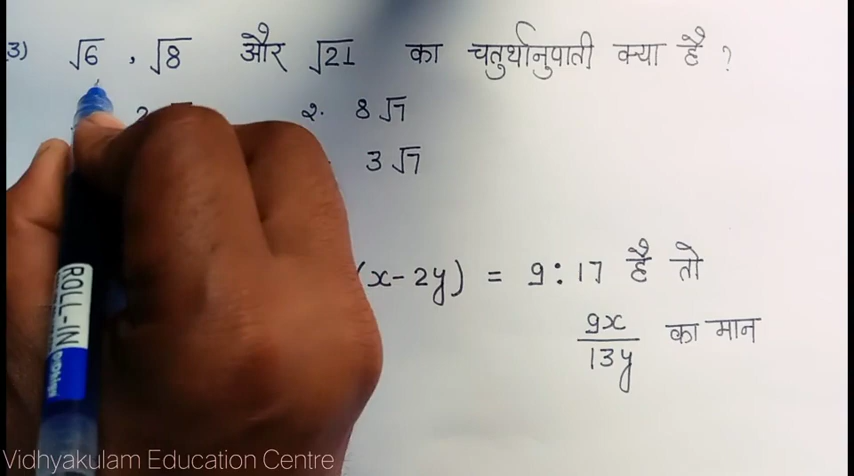 3) √6 , √8 और √21 का चतुर्थानुपाती क्या है ?
2. 8√7
3√7
(x - 2y) = 9 : 17 है तो
9x
13y का मान
ROLL-IN
Vidhyakulam Education Centre